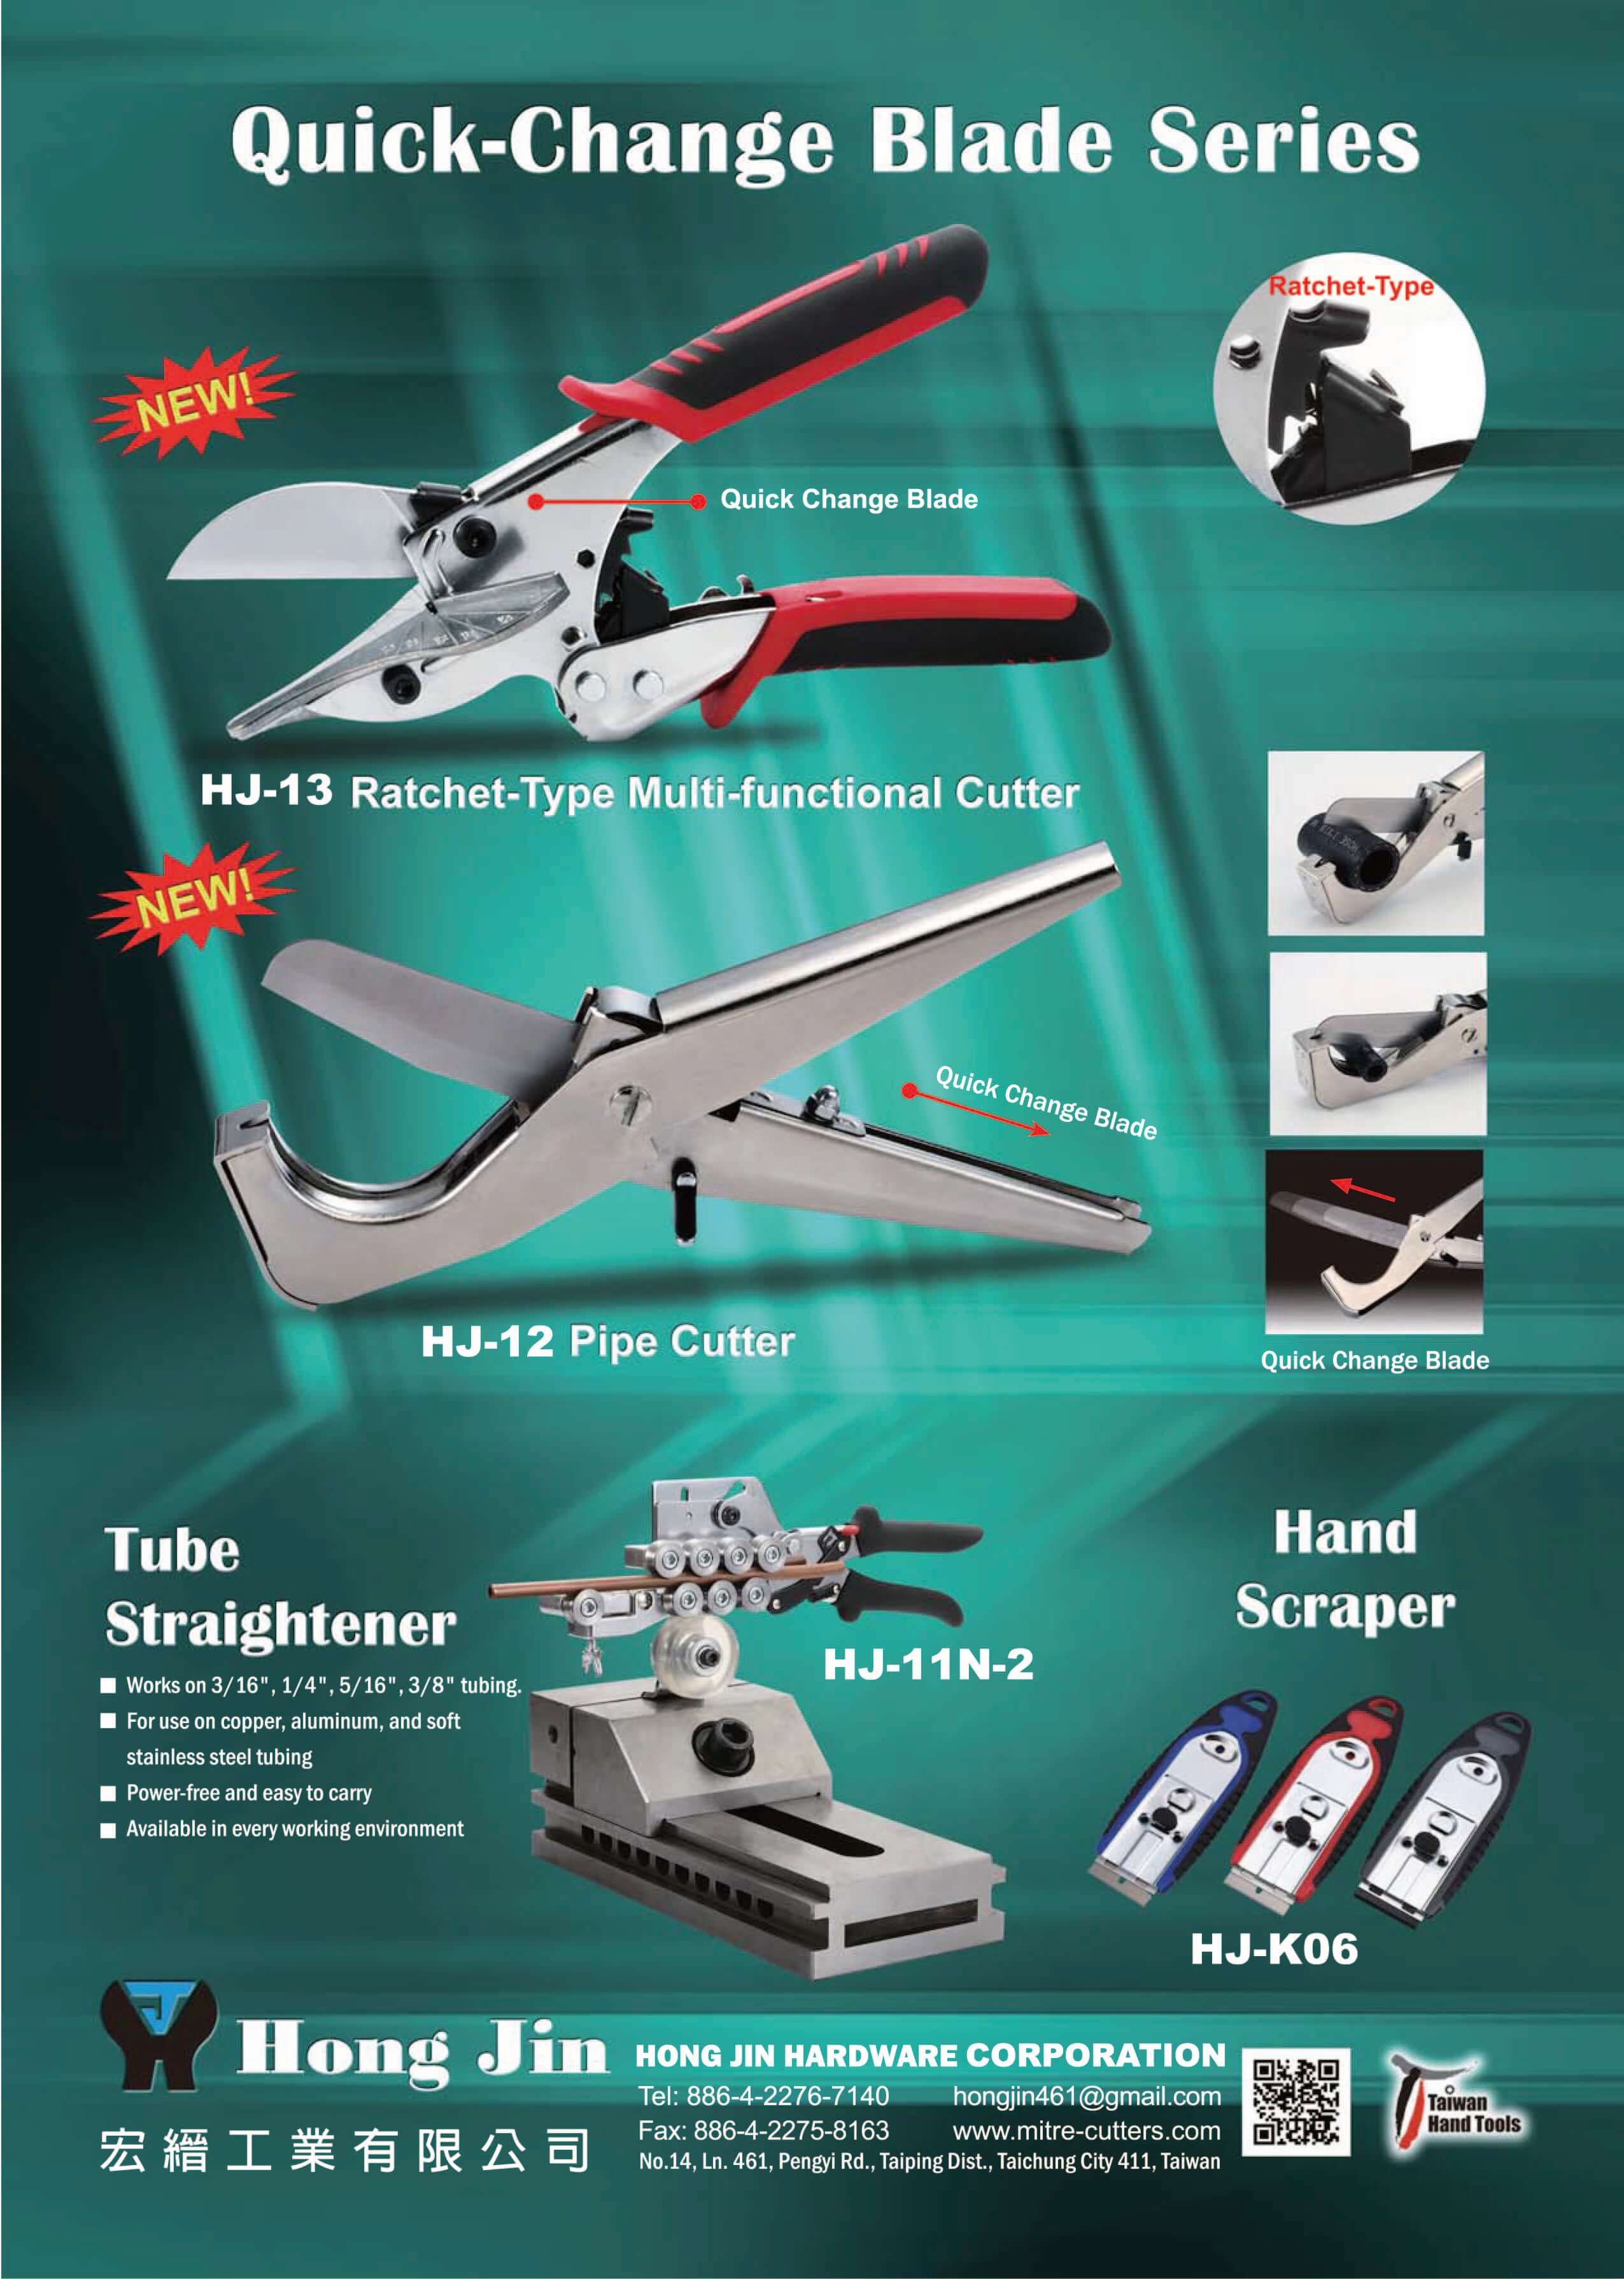 Quick-Change Blade Series
Ratchet-Type
NEW!
Quick Change Blade
HJ-13 Ratchet-Type Multi-functional Cutter
NEW!
Quick Change Blade
HJ-12 Pipe Cutter
Quick Change Blade
Tube
Straightener
■ Works on 3/16", 1/4", 5/16", 3/8" tubing.
■ For use on copper, aluminum, and soft
stainless steel tubing
■ Power-free and easy to carry
■ Available in every working environment
HJ-11N-2
Hand
Scraper
HJ-K06
Hong Jin
宏縉工業有限公司
HONG JIN HARDWARE CORPORATION
Tel: 886-4-2276-7140 hongjin461@gmail.com
Fax: 886-4-2275-8163 www.mitre-cutters.com
No.14, Ln. 461, Pengyi Rd., Taiping Dist., Taichung City 411, Taiwan
Taiwan
Hand Tools